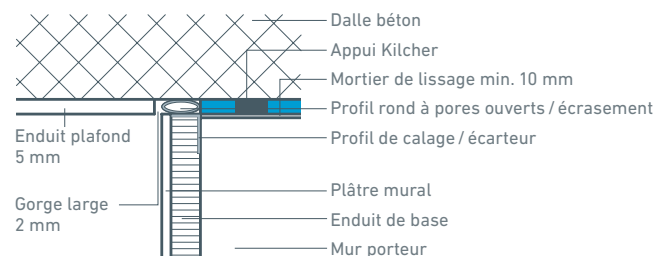 Dalle béton
Appui Kilcher
Mortier de lissage min. 10 mm
Profil rond à pores ouverts / écrasement
Profil de calage / écarteur
Enduit plafond
5 mm
Plâtre mural
Gorge large
2 mm
Enduit de base
Mur porteur